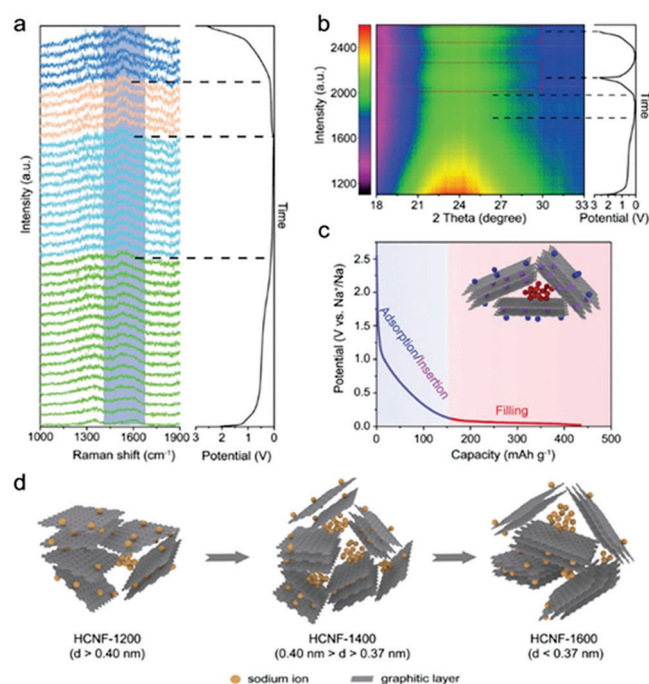 a
Intensity (a.u.)
1000 1300 1600 1900
Raman shift (cm⁻¹)
3 2 1 0
Potential (V)
Time
b
Intensity (a.u.)
2400
2000
1600
1200
18 21 24 27 30 33
2 Theta (degree)
3 2 1 0
Potential (V)
Time
c
Potential (V vs. Na⁺/Na)
2.5
2.0
1.5
1.0
0.5
0.0
Adsorption/Insertion
Filling
0 100 200 300 400 500
Capacity (mAh g⁻¹)
d
HCNF-1200
(d > 0.40 nm)
HCNF-1400
(0.40 nm > d > 0.37 nm)
HCNF-1600
(d < 0.37 nm)
sodium ion graphitic layer